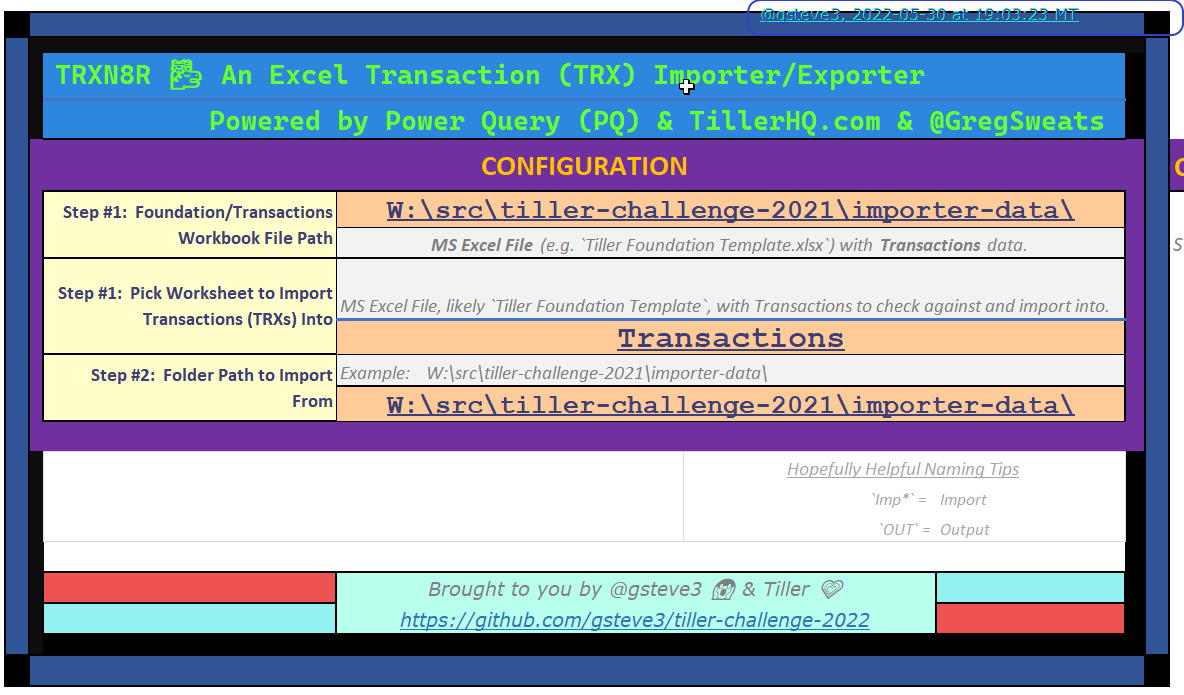 @gsteve3, 2022-05-30 at 19:03:23 MT
TRXN8R An Excel Transaction (TRX) Importer/Exporter
Powered by Power Query (PQ) & TillerHQ.com & @GregSweats
CONFIGURATION
Step #1: Foundation/Transactions
Workbook File Path
W:\src\tiller-challenge-2021\importer-data\
MS Excel File (e.g. `Tiller Foundation Template.xlsx`) with Transactions data.
Step #1: Pick Worksheet to Import
Transactions (TRXs) Into
MS Excel File, likely `Tiller Foundation Template`, with Transactions to check against and import into.
Transactions
Step #2: Folder Path to Import
From
Example: W:\src\tiller-challenge-2021\importer-data\
W:\src\tiller-challenge-2021\importer-data\
Hopefully Helpful Naming Tips
`Imp*` = Import
`OUT` = Output
Brought to you by @gsteve3 & Tiller
https://github.com/gsteve3/tiller-challenge-2022